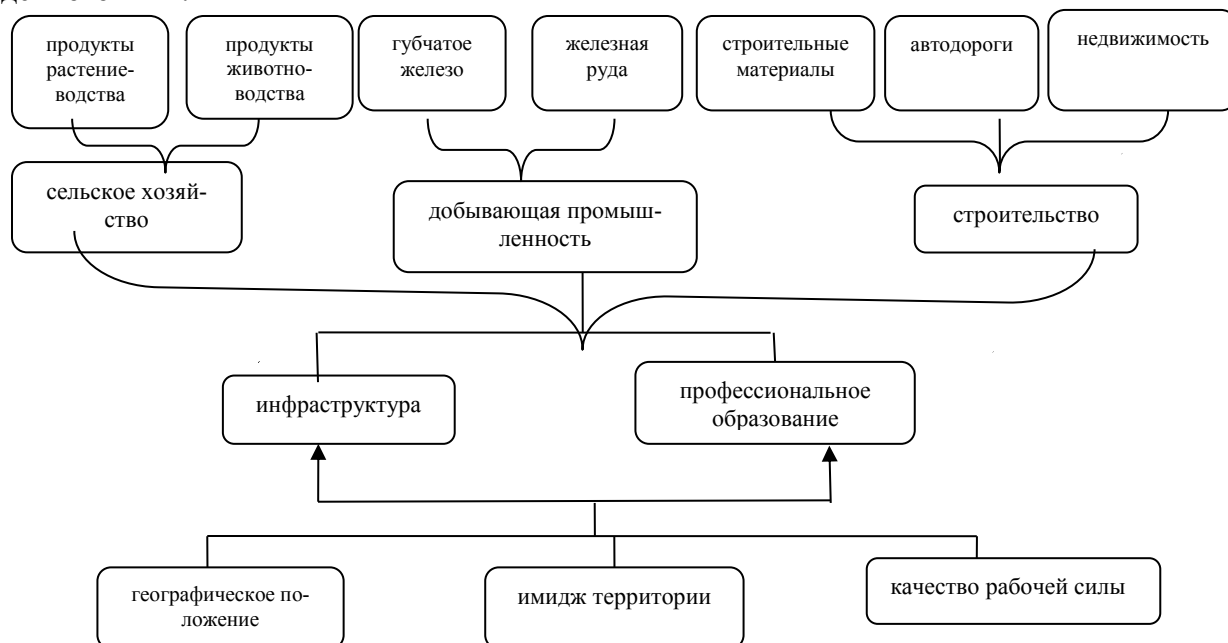 продукты
растение-
водства
продукты
животно-
водства
губчатое
железо
железная
руда
строительные
материалы
автодороги
недвижимость
сельское хозяй-
ство
добывающая промыш-
ленность
строительство
инфраструктура
профессиональное
образование
географическое по-
ложение
имидж территории
качество рабочей силы